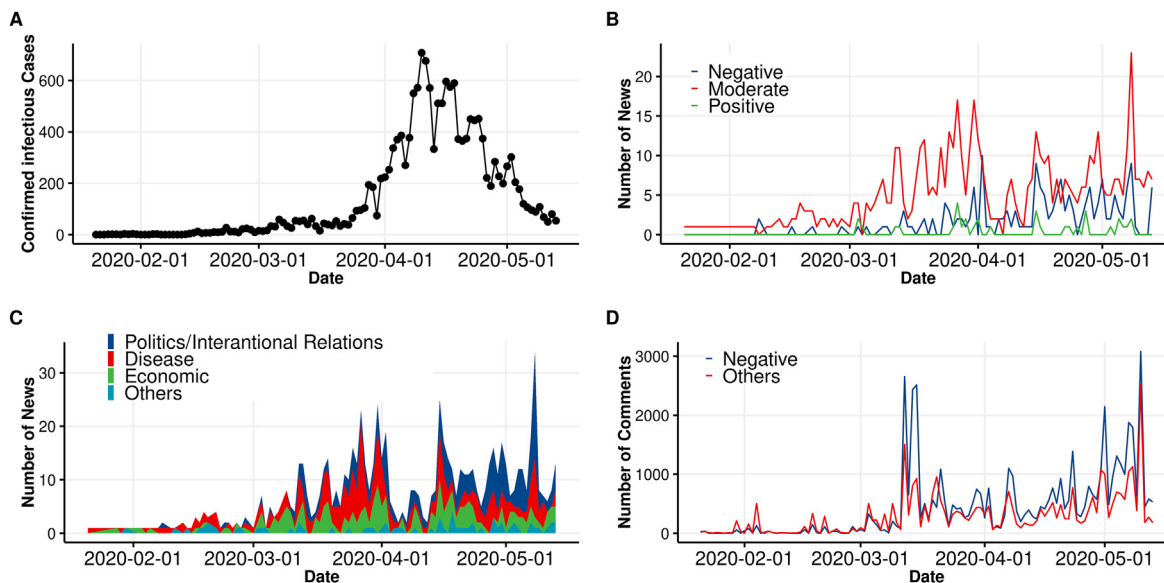 A
Confirmed infectious Cases
600
400
200
0
2020-02-01 2020-03-01 2020-04-01 2020-05-01
Date
B
Number of News
20
15
10
5
0
Negative
Moderate
Positive
2020-02-01 2020-03-01 2020-04-01 2020-05-01
Date
C
Number of News
30
20
10
0
Politics/Interantional Relations
Disease
Economic
Others
2020-02-01 2020-03-01 2020-04-01 2020-05-01
Date
D
Number of Comments
3000
2000
1000
0
Negative
Others
2020-02-01 2020-03-01 2020-04-01 2020-05-01
Date